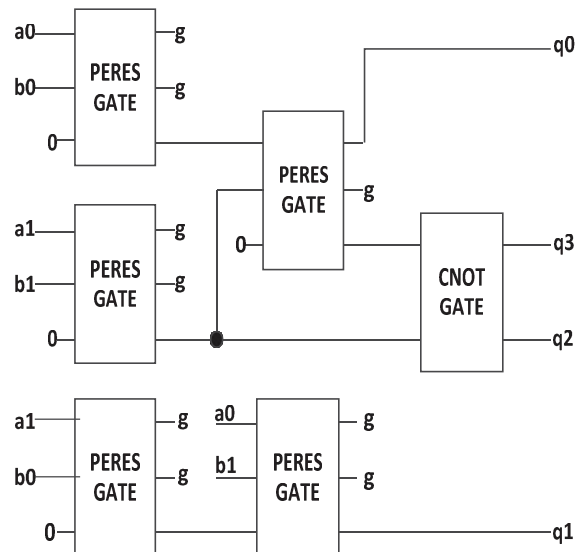 a0
g
PERES
GATE
b0
g
0
q0
PERES
GATE
g
0
a1
g
PERES
GATE
b1
g
0
CNOT
GATE
q3
q2
a1
g
PERES
GATE
b0
g
0
a0
g
PERES
GATE
b1
g
q1